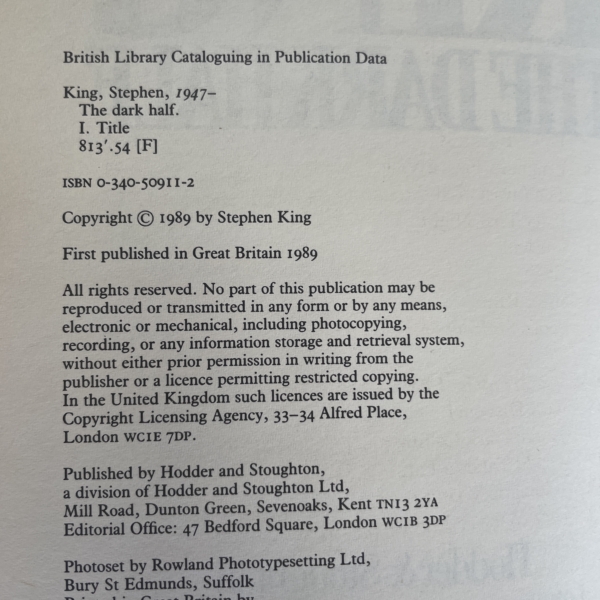 British Library Cataloguing in Publication Data
King, Stephen, 1947–
The dark half.
I. Title
813'.54 [F]
ISBN 0-340-50911-2
Copyright © 1989 by Stephen King
First published in Great Britain 1989
All rights reserved. No part of this publication may be
reproduced or transmitted in any form or by any means,
electronic or mechanical, including photocopying,
recording, or any information storage and retrieval system,
without either prior permission in writing from the
publisher or a licence permitting restricted copying.
In the United Kingdom such licences are issued by the
Copyright Licensing Agency, 33–34 Alfred Place,
London WC1E 7DP.
Published by Hodder and Stoughton,
a division of Hodder and Stoughton Ltd,
Mill Road, Dunton Green, Sevenoaks, Kent TN13 2YA
Editorial Office: 47 Bedford Square, London WC1B 3DP
Photoset by Rowland Phototypesetting Ltd,
Bury St Edmunds, Suffolk